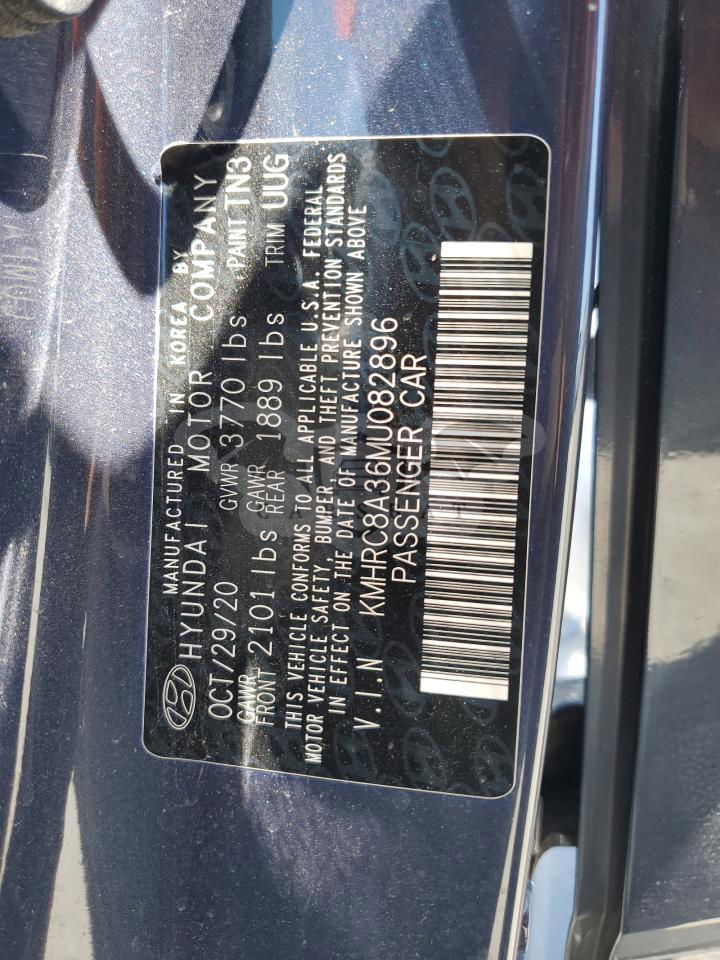 MANUFACTURED IN KOREA BY
HYUNDAI MOTOR COMPANY
OCT/29/20 GVWR 3770 lbs PAINT TN3
GAWR FRONT 2101 lbs GAWR REAR 1889 lbs TRIM UUG
THIS VEHICLE CONFORMS TO ALL APPLICABLE U.S.A. FEDERAL
MOTOR VEHICLE SAFETY, BUMPER, AND THEFT PREVENTION STANDARDS
IN EFFECT ON THE DATE OF MANUFACTURE SHOWN ABOVE
V.I.N KMHRC8A36MU082896
PASSENGER CAR